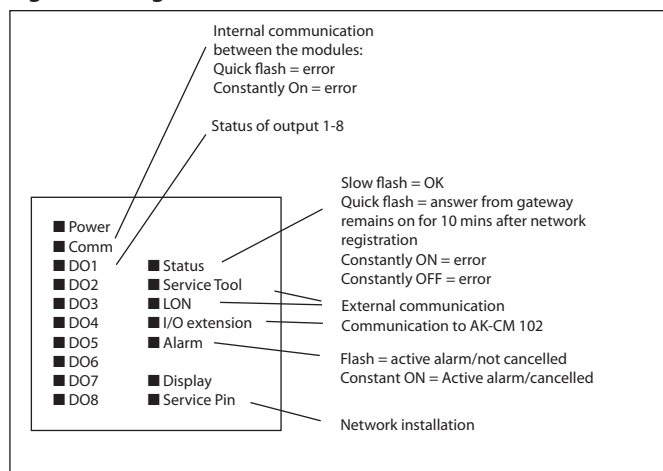 Internal communication
between the modules:
Quick flash = error
Constantly On = error
Status of output 1-8
Slow flash = OK
Quick flash = answer from gateway
remains on for 10 mins after network
registration
Constantly ON = error
Constantly OFF = error
Power
Comm
DO1
DO2
DO3
DO4
DO5
DO6
DO7
DO8
Status
Service Tool
LON
I/O extension
Alarm
Display
Service Pin
External communication
Communication to AK-CM 102
Flash = active alarm/not cancelled
Constant ON = Active alarm/cancelled
Network installation